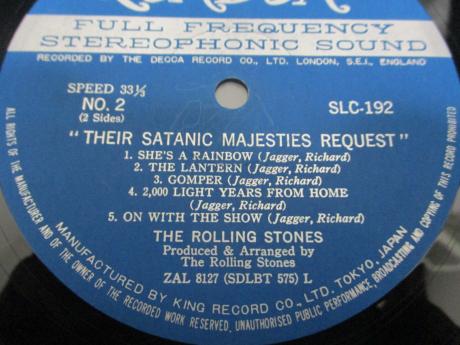 FULL FREQUENCY
STEREOPHONIC SOUND
RECORDED BY THE DECCA RECORD CO., LTD. LONDON, S.E.I., ENGLAND
SPEED 33⅓
NO. 2
(2 Sides)
SLC-192
"THEIR SATANIC MAJESTIES REQUEST"
1. SHE'S A RAINBOW (Jagger, Richard)
2. THE LANTERN (Jagger, Richard)
3. GOMPER (Jagger, Richard)
4. 2,000 LIGHT YEARS FROM HOME
(Jagger, Richard)
5. ON WITH THE SHOW (Jagger, Richard)
THE ROLLING STONES
Produced & Arranged by
The Rolling Stones
ZAL 8127 (SDLBT 575) L
MANUFACTURED BY KING RECORD CO., LTD. TOKYO, JAPAN
ALL RIGHTS OF THE MANUFACTURER AND OF THE OWNER OF THE RECORDED WORK RESERVED. UNAUTHORISED PUBLIC PERFORMANCE, BROADCASTING AND COPYING OF THIS RECORD PROHIBITED